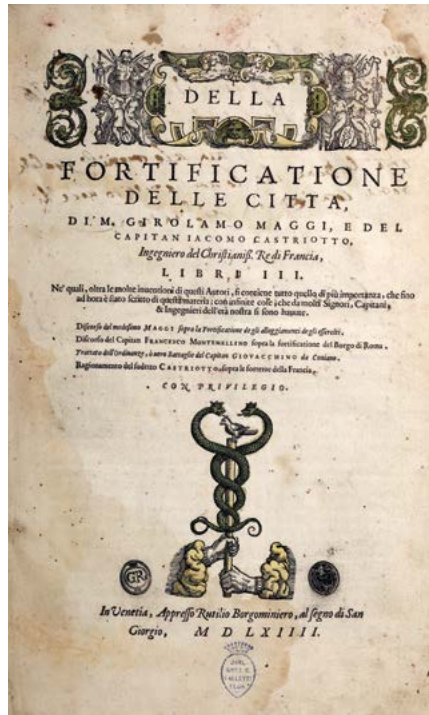 DELLA
FORTIFICATIONE
DELLE CITTA,
DI M. GIROLAMO MAGGI, E DEL
CAPITAN IACOMO CASTRIOTTO,
Ingegniero del Christianiß. Re di Francia,
LIBRI III.
Ne' quali, oltra le molte inuentioni di questi Autori, si contiene tutto quello di più importanza, che fino
ad hora è stato scritto di questa materia; con infinite cose, che da molti Signori, Capitani,
& Ingegnieri dell'età nostra si sono hauute.
Discorso del medesimo MAGGI sopra la Fortificatione de gli alloggiamenti de gli esserciti.
Discorso del Capitan FRANCESCO MONTEMELLINO sopra la fortificatione del Borgo di Roma.
Trattato dell'Ordinanze, ò uero Battaglie del Capitan GIOVACCHINO da Coniano.
Ragionamento del sudetto CASTRIOTTO, sopra le fortezze della Francia.
CON PRIVILEGIO.
GR
In Venetia, Appresso Rutilio Borgominiero, al segno di San
Giorgio, MDLXIIII.